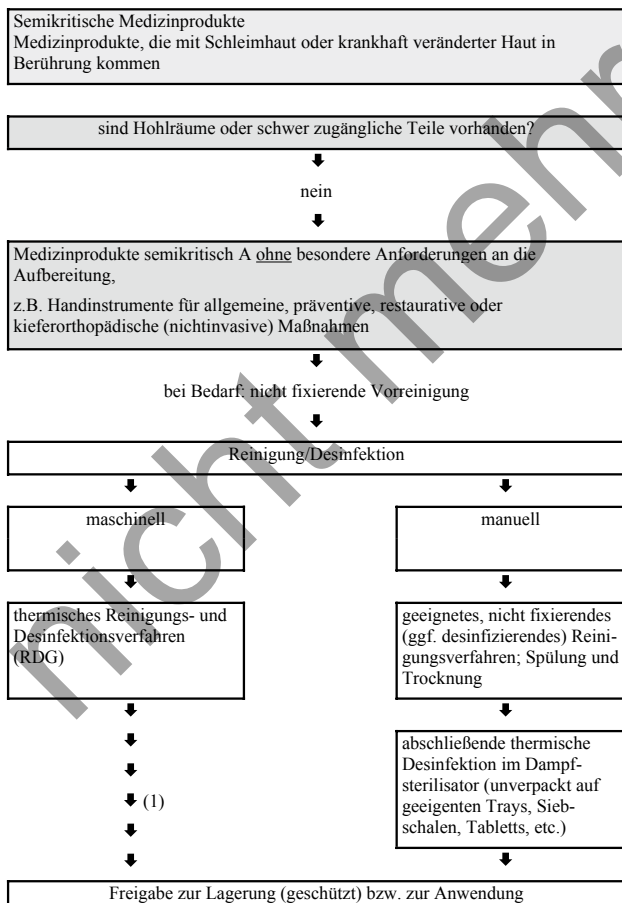 Semikritische Medizinprodukte
Medizinprodukte, die mit Schleimhaut oder krankhaft veränderter Haut in
Berührung kommen
sind Hohlräume oder schwer zugängliche Teile vorhanden?
nein
Medizinprodukte semikritisch A ohne besondere Anforderungen an die
Aufbereitung,
z.B. Handinstrumente für allgemeine, präventive, restaurative oder
kieferorthopädische (nichtinvasive) Maßnahmen
bei Bedarf: nicht fixierende Vorreinigung
Reinigung/Desinfektion
maschinell
manuell
thermisches Reinigungs- und
Desinfektionsverfahren
(RDG)
geeignetes, nicht fixierendes
(ggf. desinfizierendes) Reini-
gungsverfahren; Spülung und
Trocknung
abschließende thermische
Desinfektion im Dampf-
sterilisator (unverpackt auf
geeigenten Trays, Sieb-
schalen, Tabletts, etc.)
(1)
Freigabe zur Lagerung (geschützt) bzw. zur Anwendung
nicht mehr